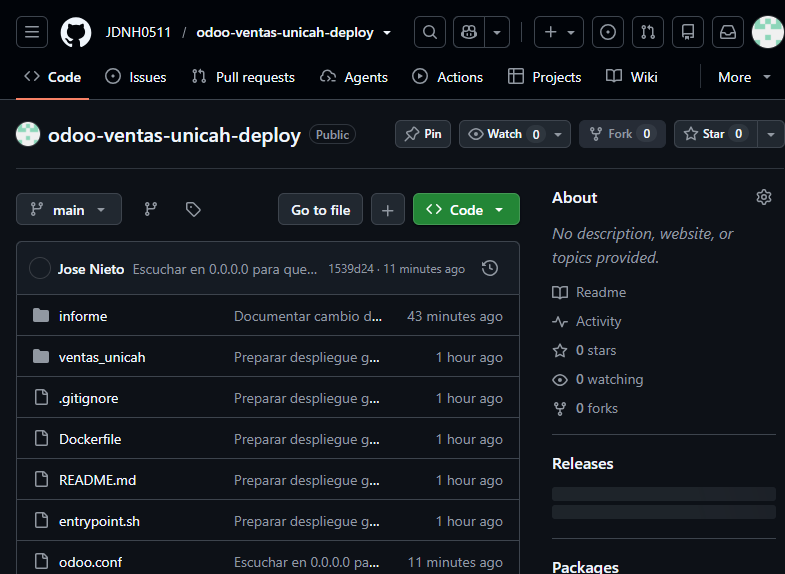 JDNH0511 / odoo-ventas-unicah-deploy
Code Issues Pull requests Agents Actions Projects Wiki More
odoo-ventas-unicah-deploy Public Pin Watch 0 Fork 0 Star 0
main Go to file Code
About
No description, website, or
topics provided.
Jose Nieto Escuchar en 0.0.0.0 para que... 1539d24 · 11 minutes ago
Readme
informe Documentar cambio d... 43 minutes ago
Activity
0 stars
ventas_unicah Preparar despliegue g... 1 hour ago
0 watching
.gitignore Preparar despliegue g... 1 hour ago
0 forks
Dockerfile Preparar despliegue g... 1 hour ago
Releases
README.md Preparar despliegue g... 1 hour ago
entrypoint.sh Preparar despliegue g... 1 hour ago
odoo.conf Escuchar en 0.0.0.0 pa... 11 minutes ago
Packages